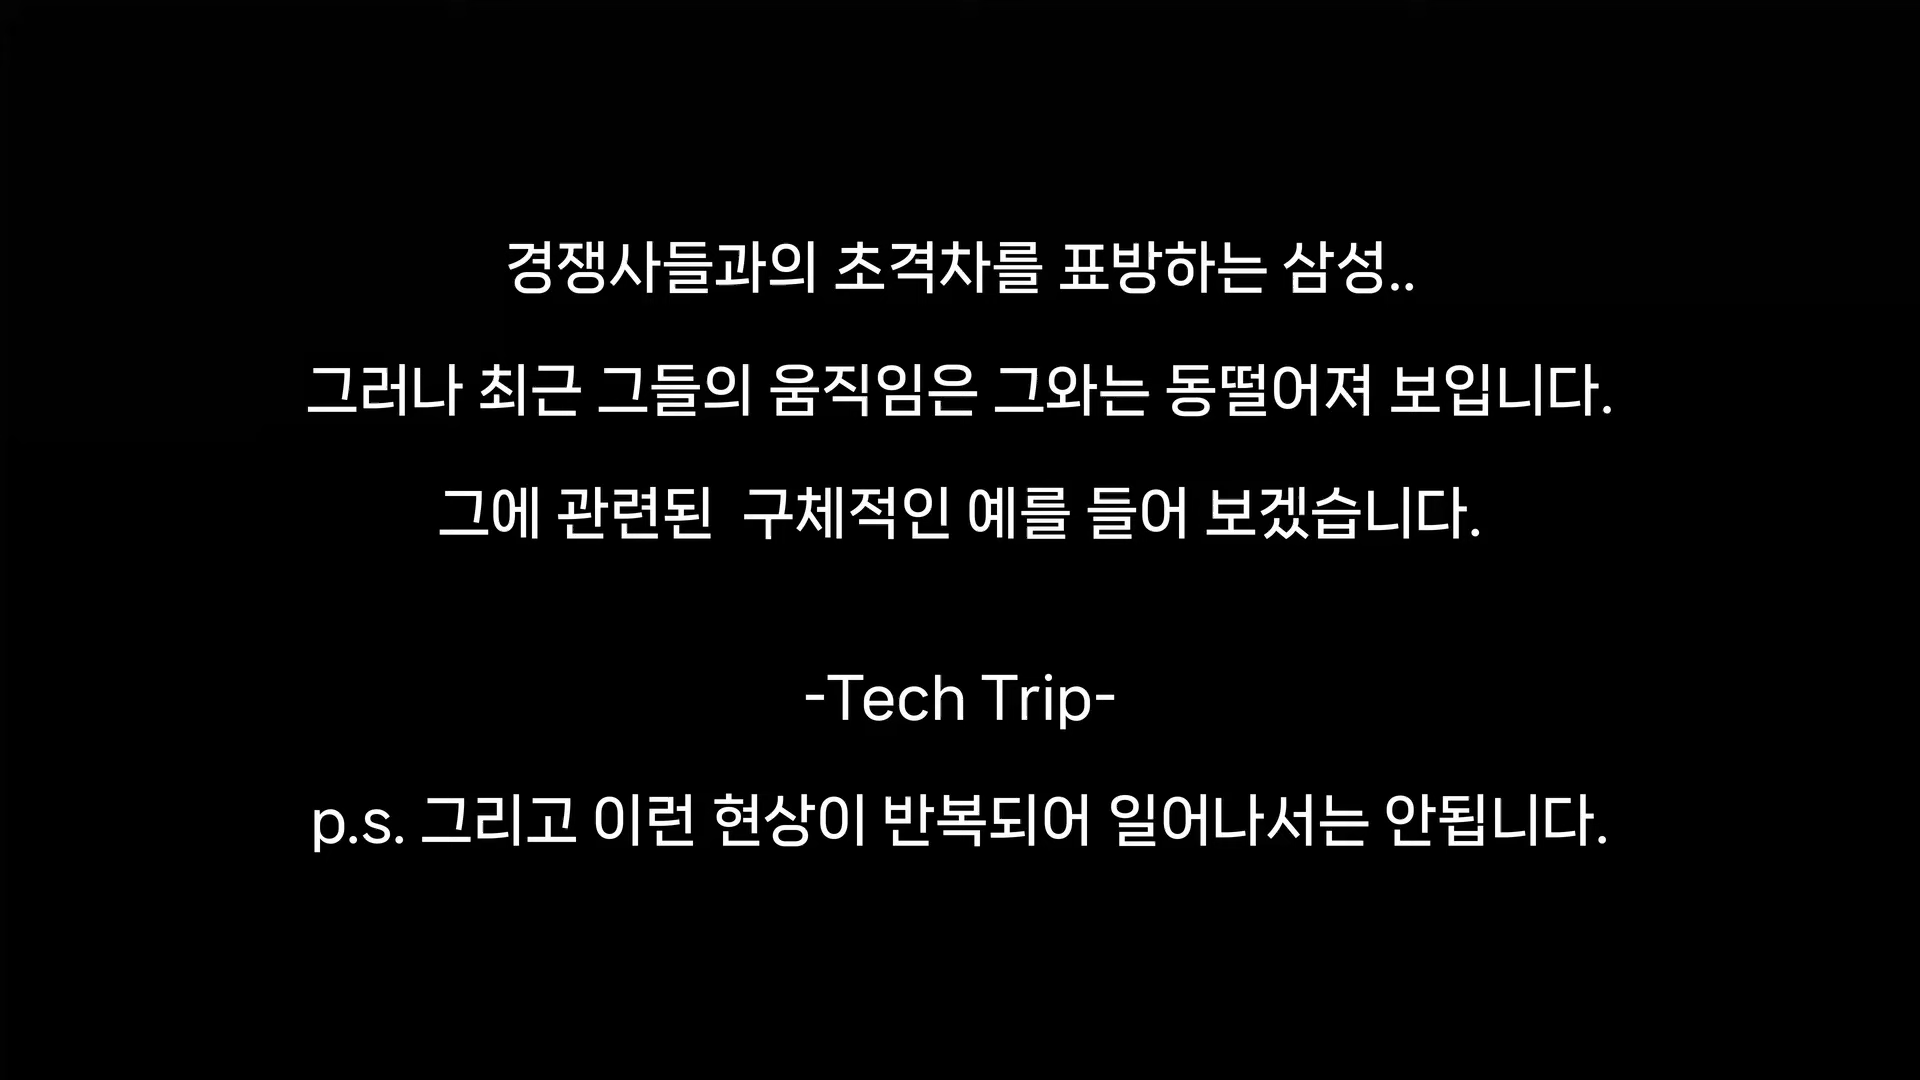 경쟁사들과의 초격차를 표방하는 삼성..
그러나 최근 그들의 움직임은 그와는 동떨어져 보입니다.
그에 관련된  구체적인 예를 들어 보겠습니다.
-Tech Trip-
p.s. 그리고 이런 현상이 반복되어 일어나서는 안됩니다.